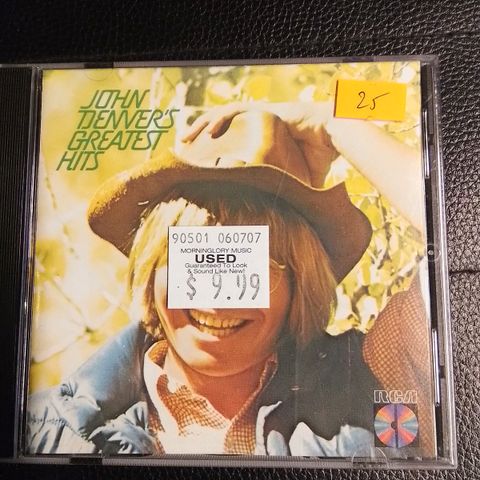 JOHN
DENVER'S
GREATEST
HITS
25
90501 060707
MORNINGLORY MUSIC
USED
Guaranteed To Look
& Sound Like New!
$ 9.99
RCA